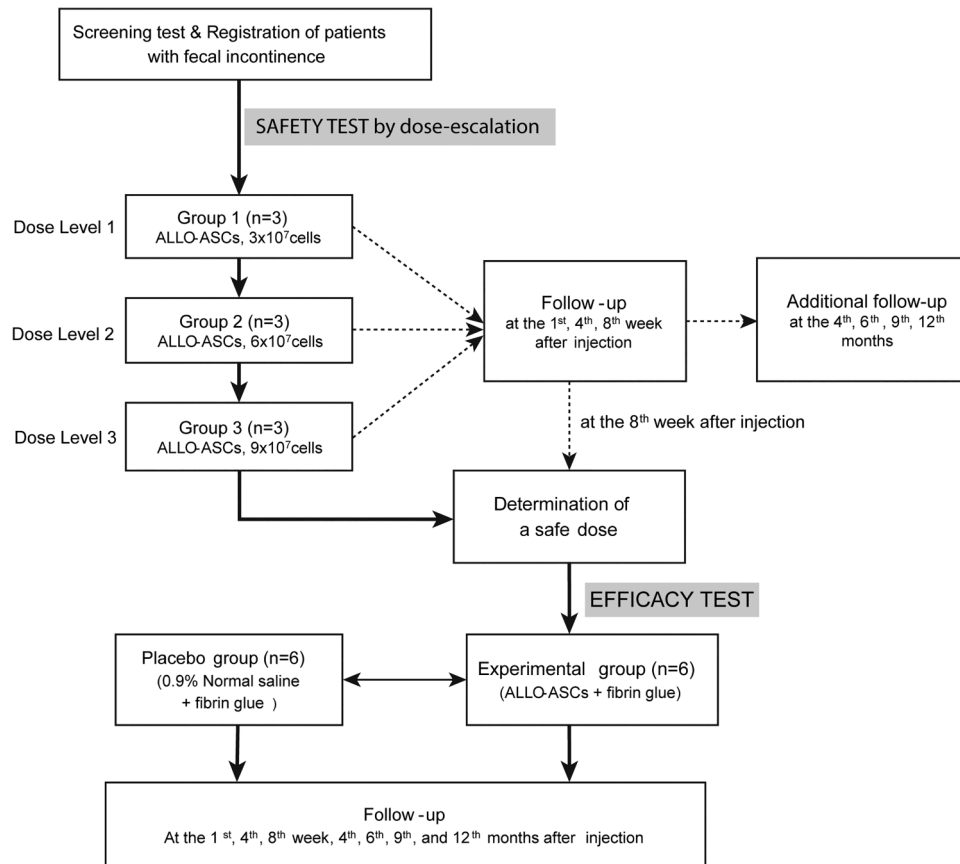 Screening test & Registration of patients
with fecal incontinence
SAFETY TEST by dose-escalation
Dose Level 1
Group 1 (n=3)
ALLO-ASCs, 3x10⁷cells
Dose Level 2
Group 2 (n=3)
ALLO-ASCs, 6x10⁷cells
Dose Level 3
Group 3 (n=3)
ALLO-ASCs, 9x10⁷cells
Follow-up
at the 1ˢᵗ, 4ᵗʰ, 8ᵗʰ week
after injection
Additional follow-up
at the 4ᵗʰ, 6ᵗʰ, 9ᵗʰ, 12ᵗʰ
months
at the 8ᵗʰ week after injection
Determination of
a safe dose
EFFICACY TEST
Placebo group (n=6)
(0.9% Normal saline
+ fibrin glue )
Experimental group (n=6)
(ALLO-ASCs + fibrin glue)
Follow-up
At the 1 ˢᵗ, 4ᵗʰ, 8ᵗʰ week, 4ᵗʰ, 6ᵗʰ, 9ᵗʰ, and 12ᵗʰ months after injection